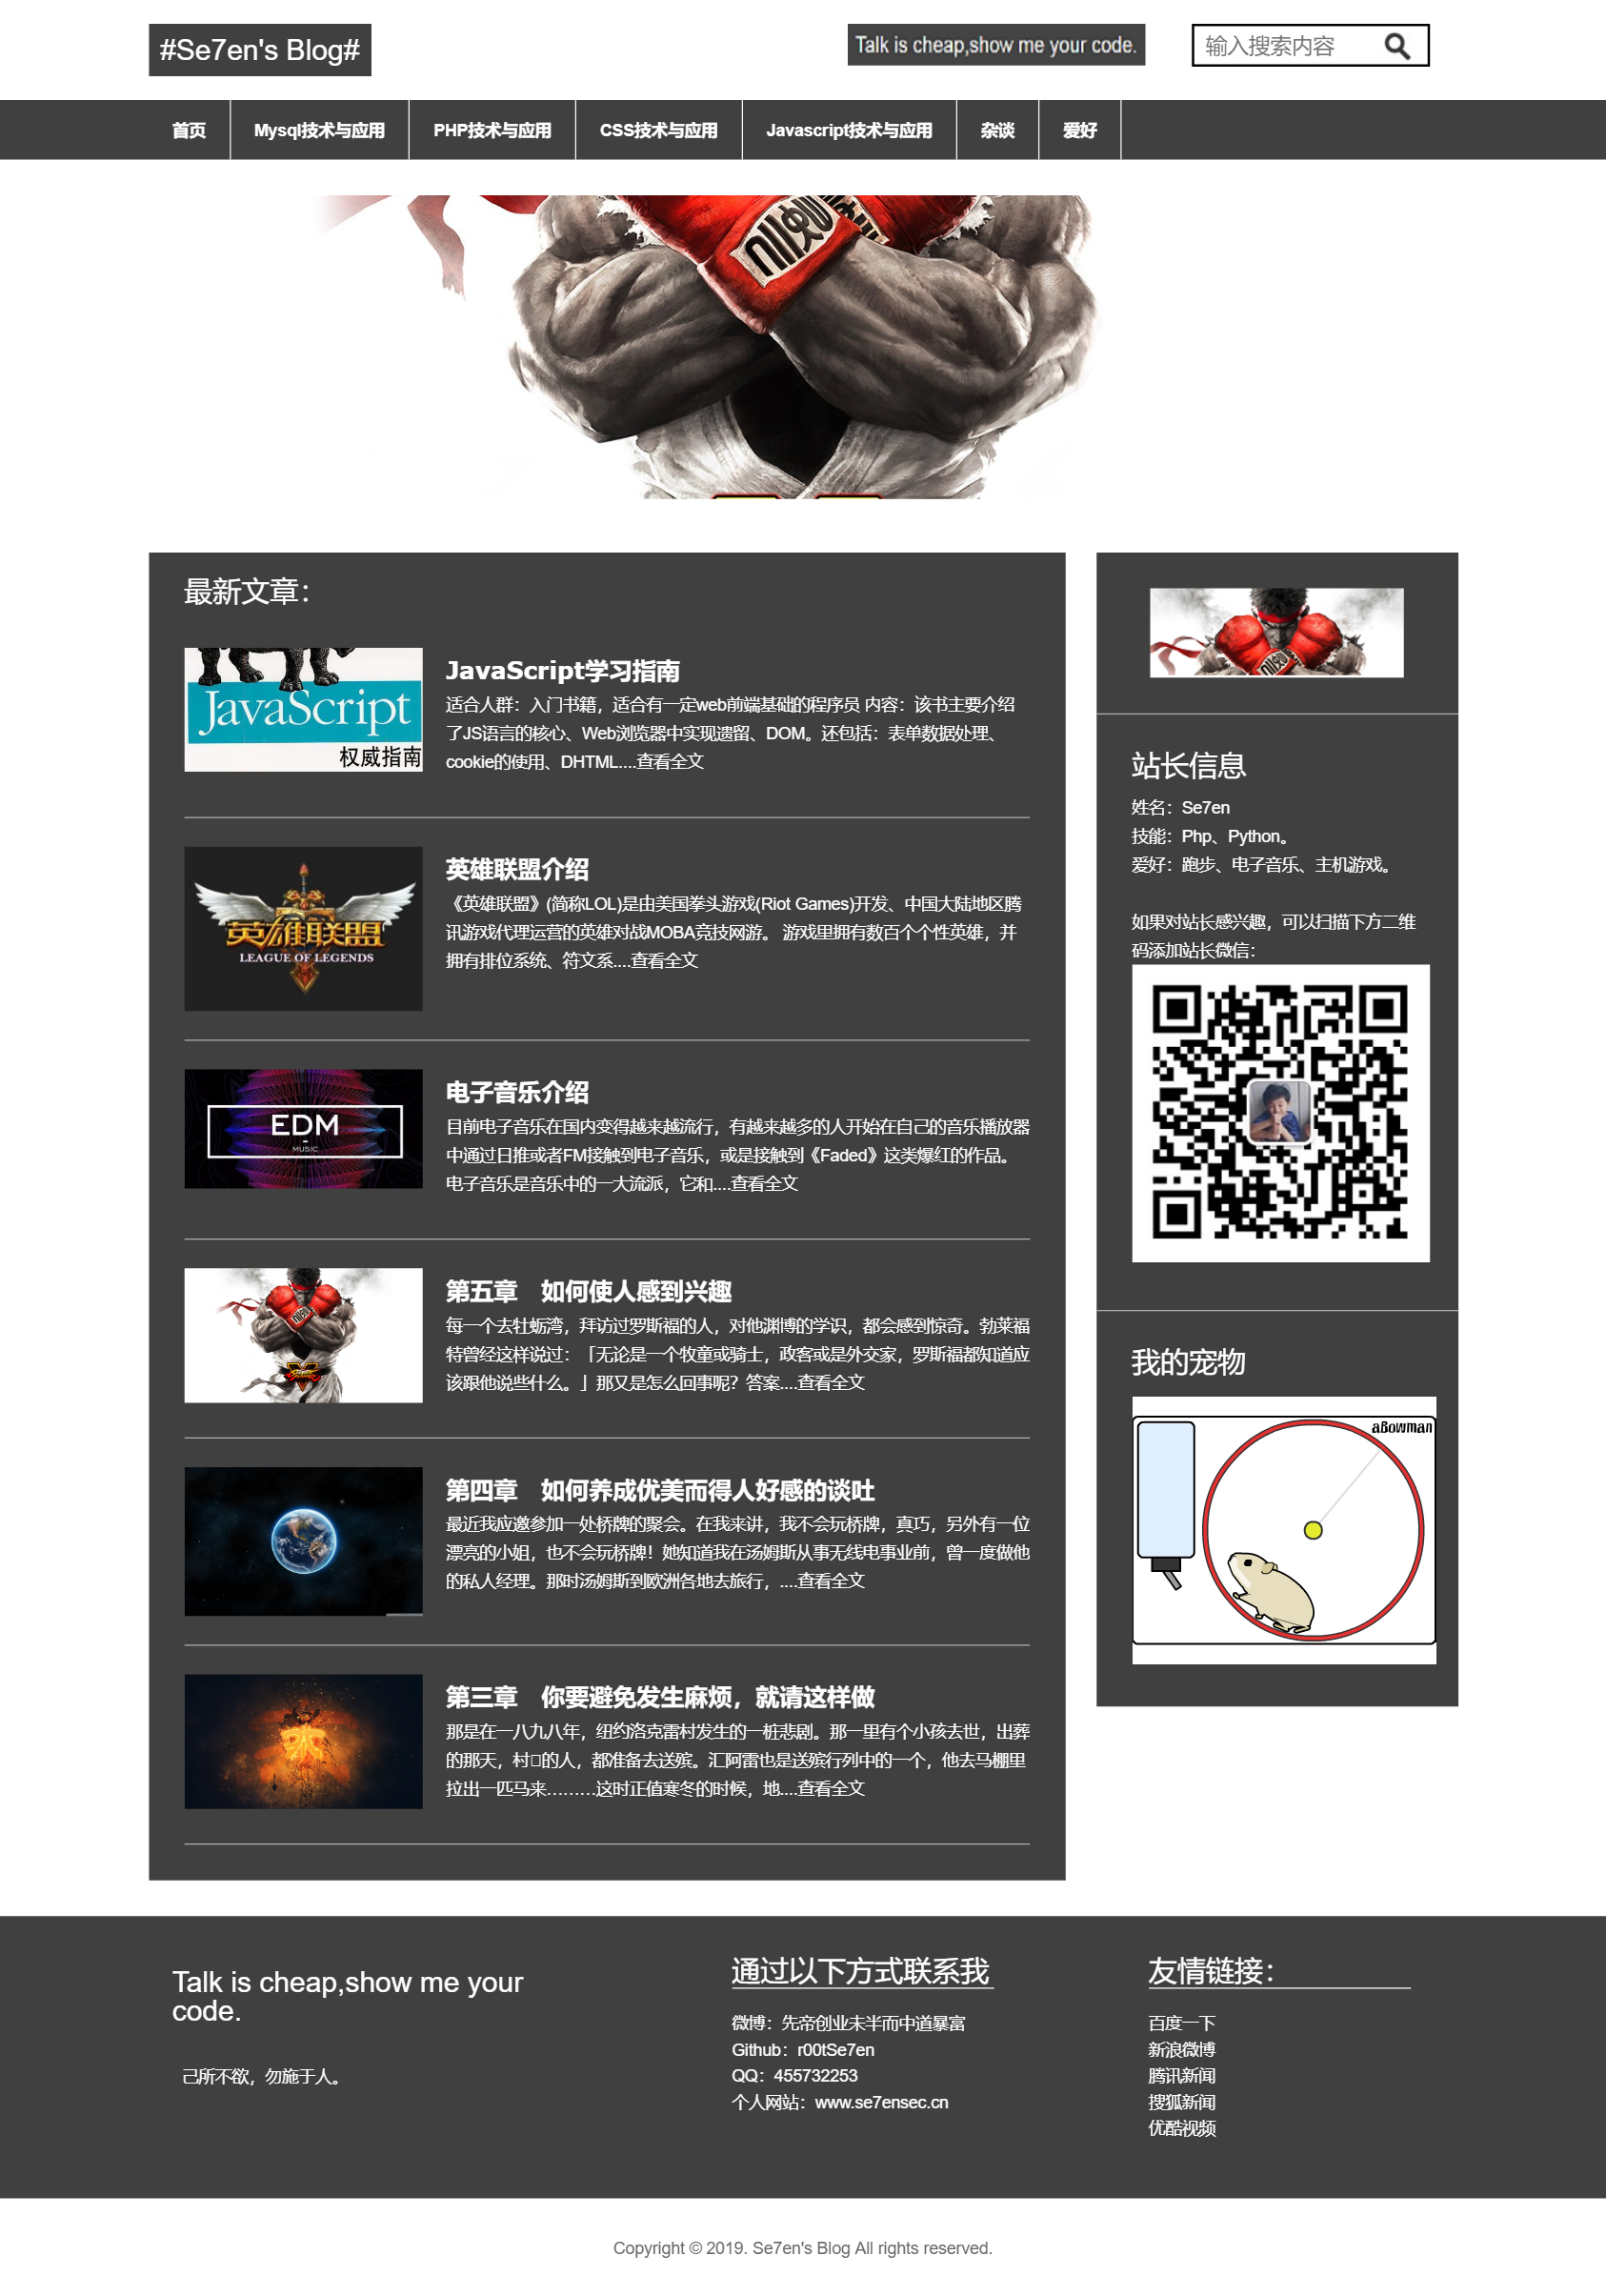 #Se7en's Blog#
Talk is cheap,show me your code.
输入搜索内容
首页
Mysql技术与应用
PHP技术与应用
CSS技术与应用
Javascript技术与应用
杂谈
爱好
最新文章：
JavaScript
权威指南
JavaScript学习指南
适合人群：入门书籍，适合有一定web前端基础的程序员 内容：该书主要介绍
了JS语言的核心、Web浏览器中实现遗留、DOM。还包括：表单数据处理、
cookie的使用、DHTML....查看全文
英雄联盟
LEAGUE OF LEGENDS
英雄联盟介绍
《英雄联盟》(简称LOL)是由美国拳头游戏(Riot Games)开发、中国大陆地区腾
讯游戏代理运营的英雄对战MOBA竞技网游。 游戏里拥有数百个个性英雄，并
拥有排位系统、符文系....查看全文
EDM
MUSIC
电子音乐介绍
目前电子音乐在国内变得越来越流行，有越来越多的人开始在自己的音乐播放器
中通过日推或者FM接触到电子音乐，或是接触到《Faded》这类爆红的作品。
电子音乐是音乐中的一大流派，它和....查看全文
第五章　如何使人感到兴趣
每一个去牡蛎湾，拜访过罗斯福的人，对他渊博的学识，都会感到惊奇。勃莱福
特曾经这样说过：「无论是一个牧童或骑士，政客或是外交家，罗斯福都知道应
该跟他说些什么。」那又是怎么回事呢？答案....查看全文
第四章　如何养成优美而得人好感的谈吐
最近我应邀参加一处桥牌的聚会。在我来讲，我不会玩桥牌，真巧，另外有一位
漂亮的小姐，也不会玩桥牌！她知道我在汤姆斯从事无线电事业前，曾一度做他
的私人经理。那时汤姆斯到欧洲各地去旅行，....查看全文
第三章　你要避免发生麻烦，就请这样做
那是在一八九八年，纽约洛克雷村发生的一桩悲剧。那一里有个小孩去世，出葬
的那天，村□的人，都准备去送殡。汇阿雷也是送殡行列中的一个，他去马棚里
拉出一匹马来………这时正值寒冬的时候，地....查看全文
站长信息
姓名：Se7en
技能：Php、Python。
爱好：跑步、电子音乐、主机游戏。
如果对站长感兴趣，可以扫描下方二维
码添加站长微信：
我的宠物
aBowman
Talk is cheap,show me your
code.
己所不欲，勿施于人。
通过以下方式联系我
微博：先帝创业未半而中道暴富
Github：r00tSe7en
QQ：455732253
个人网站：www.se7ensec.cn
友情链接：
百度一下
新浪微博
腾讯新闻
搜狐新闻
优酷视频
Copyright © 2019. Se7en's Blog All rights reserved.